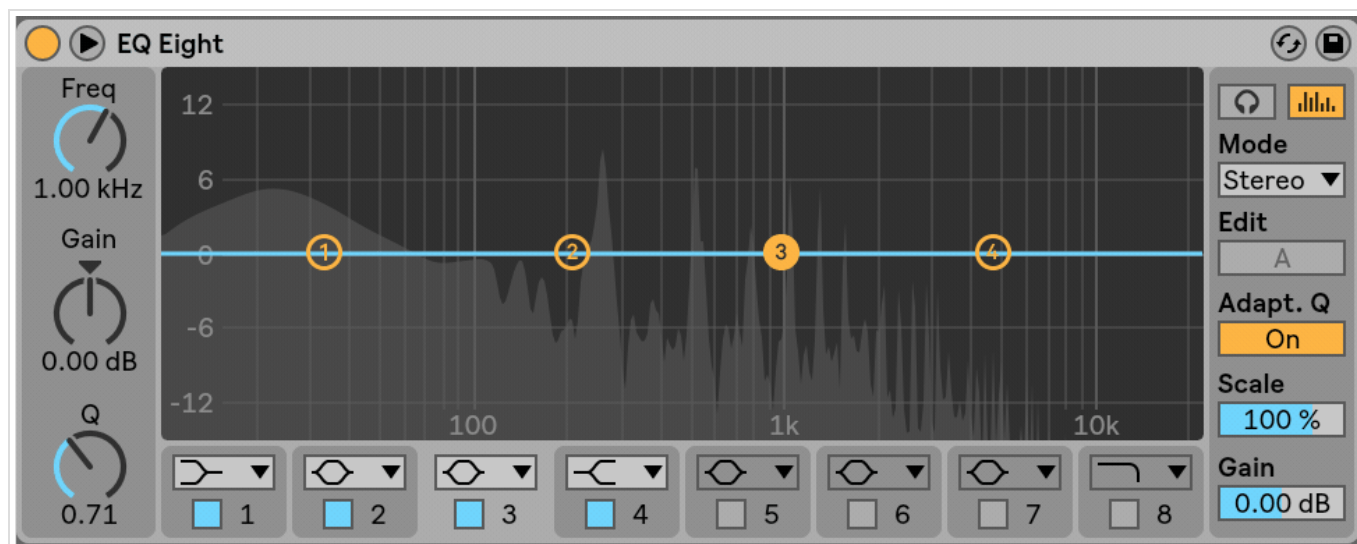 EQ Eight
Freq
1.00 kHz
Gain
0.00 dB
Q
0.71
12
6
0
-6
-12
100
1k
10k
1
2
3
4
1
2
3
4
5
6
7
8
Mode
Stereo
Edit
A
Adapt. Q
On
Scale
100 %
Gain
0.00 dB